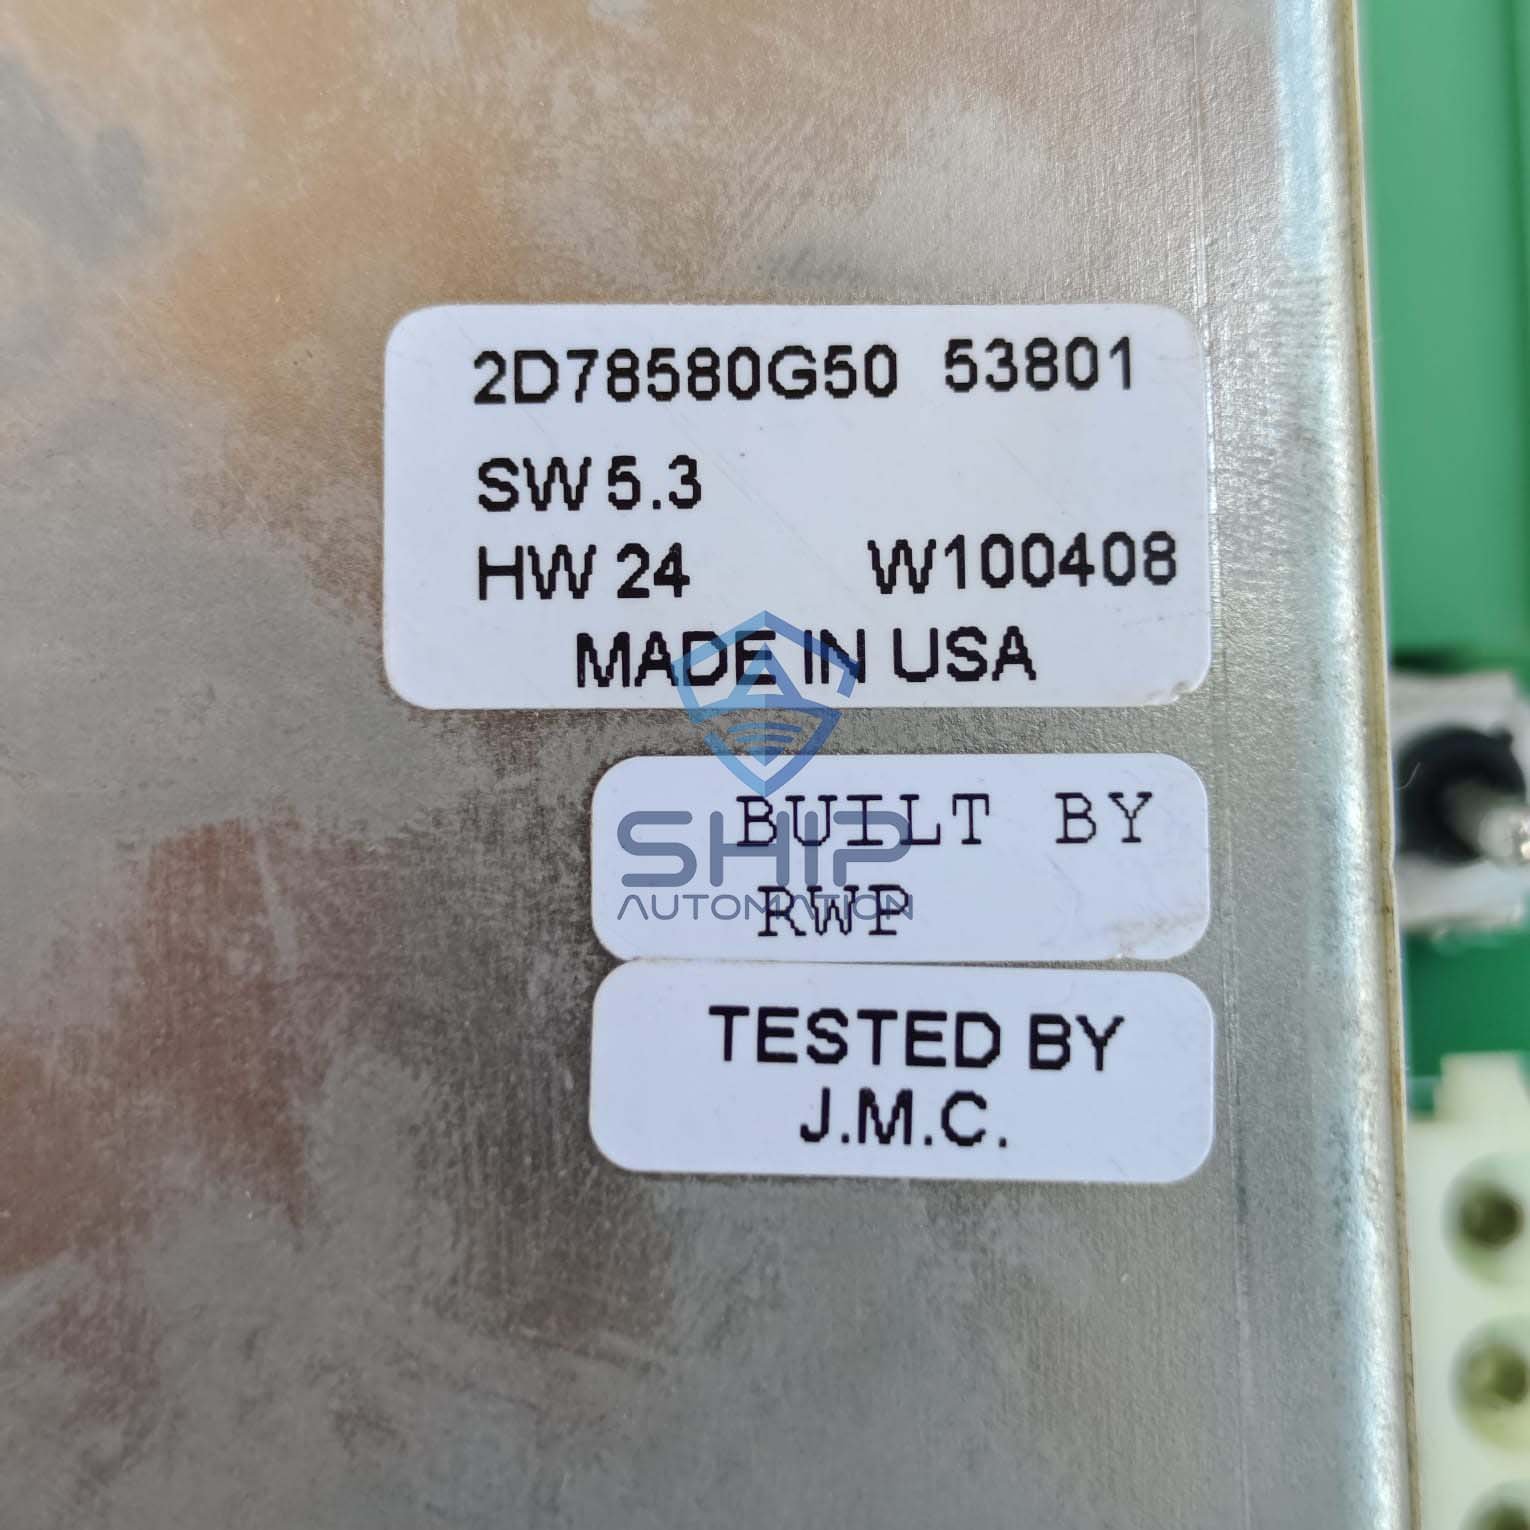 2D78580G50 53801
SW 5.3
HW 24 W100408
MADE IN USA
BUILT BY
RWP
SHIP
AUTOMATION
TESTED BY
J.M.C.